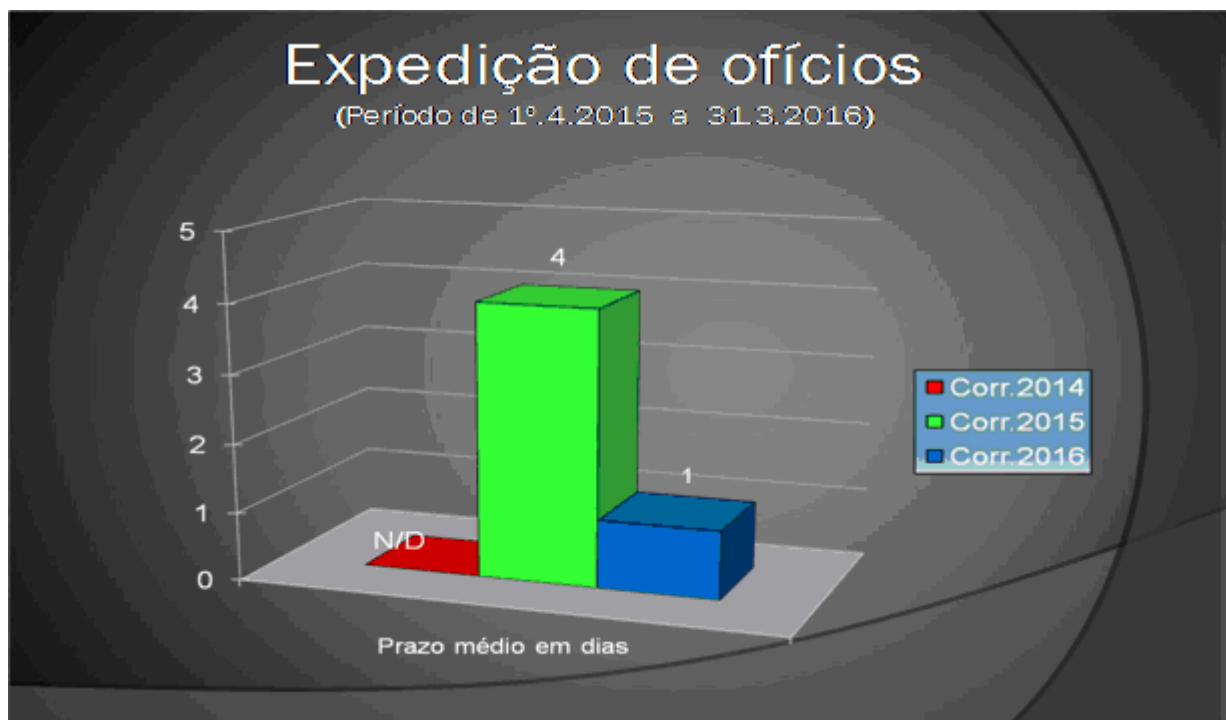 Expedição de ofícios
(Período de 1º.4.2015 a 31.3.2016)
5
4
3
2
1
0
N/D
4
1
Prazo médio em dias
Corr.2014
Corr.2015
Corr.2016